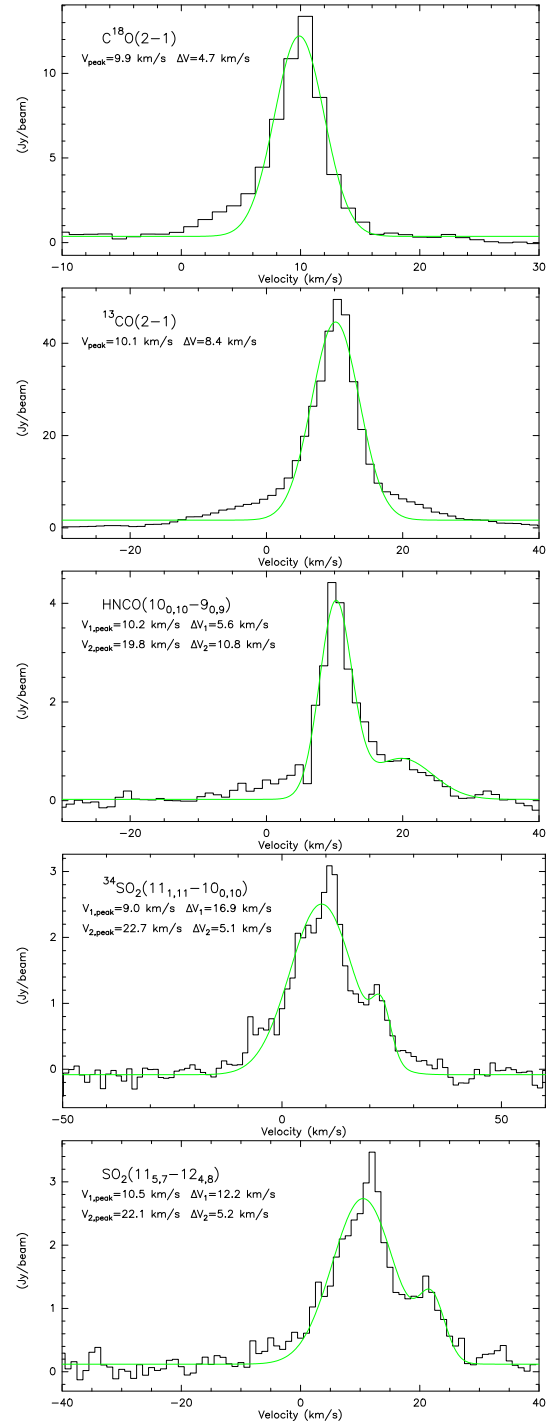 C¹⁸O(2−1)
V_peak=9.9 km/s ΔV=4.7 km/s
10
5
0
(Jy/beam)
−10 0 10 20 30
Velocity (km/s)
¹³CO(2−1)
V_peak=10.1 km/s ΔV=8.4 km/s
40
20
0
(Jy/beam)
−20 0 20 40
Velocity (km/s)
HNCO(10₀,₁₀−9₀,₉)
V₁,peak=10.2 km/s ΔV₁=5.6 km/s
V₂,peak=19.8 km/s ΔV₂=10.8 km/s
4
2
0
(Jy/beam)
−20 0 20 40
Velocity (km/s)
³⁴SO₂(11₁,₁₁−10₀,₁₀)
V₁,peak=9.0 km/s ΔV₁=16.9 km/s
V₂,peak=22.7 km/s ΔV₂=5.1 km/s
3
2
1
0
(Jy/beam)
−50 0 50
Velocity (km/s)
SO₂(11₅,₇−12₄,₈)
V₁,peak=10.5 km/s ΔV₁=12.2 km/s
V₂,peak=22.1 km/s ΔV₂=5.2 km/s
3
2
1
0
(Jy/beam)
−40 −20 0 20 40
Velocity (km/s)